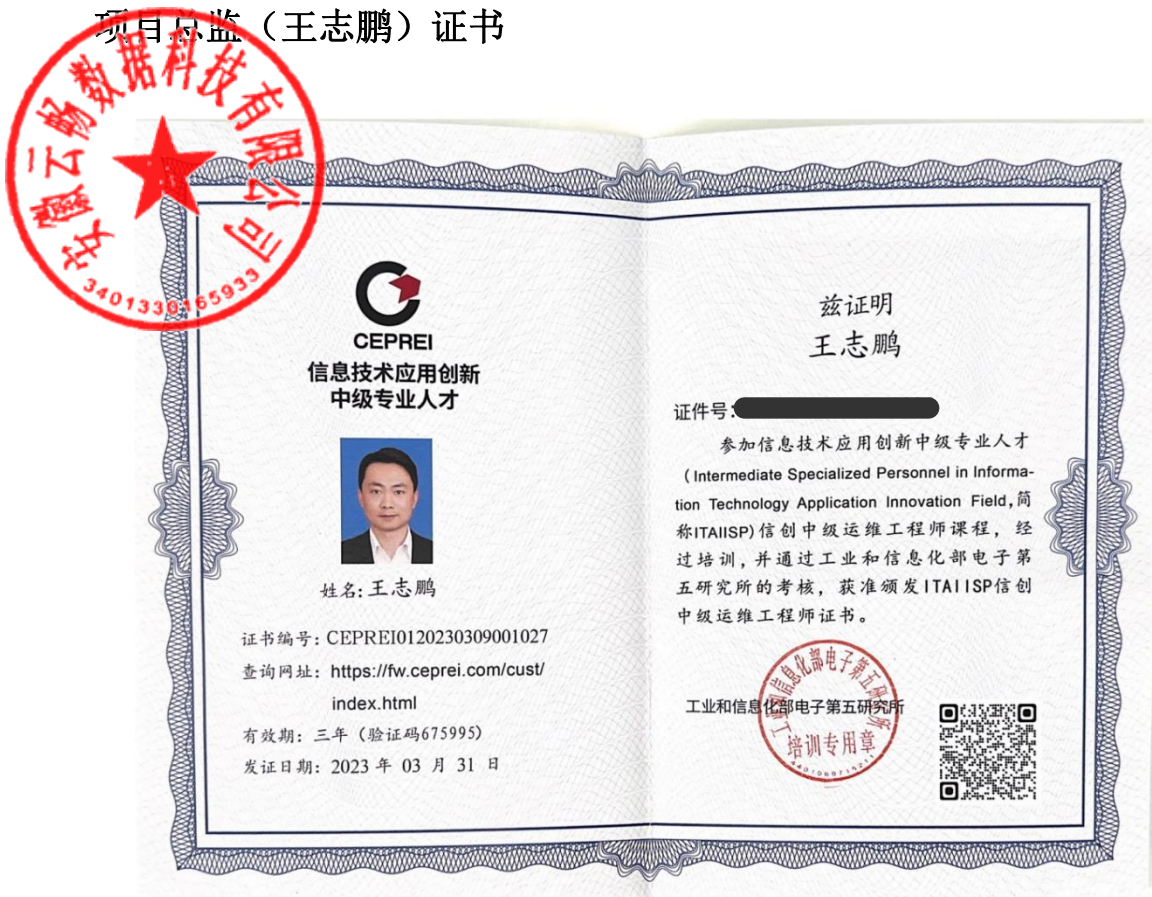 项目总监（王志鹏）证书
安徽云畅数据科技有限公司
3401330165933
CEPREI
信息技术应用创新
中级专业人才
姓名:王志鹏
证书编号: CEPREI0120230309001027
查询网址: https://fw.ceprei.com/cust/
index.html
有效期: 三年（验证码675995）
发证日期: 2023 年 03 月 31 日
兹证明
王志鹏
证件号:
参加信息技术应用创新中级专业人才
（Intermediate Specialized Personnel in Informa-
tion Technology Application Innovation Field,简
称ITAIISP)信创中级运维工程师课程，经
过培训,并通过工业和信息化部电子第
五研究所的考核，获准颁发ITAIISP信创
中级运维工程师证书。
工业和信息化部电子第五研究所
工业和信息化部电子第五研究所
培训专用章